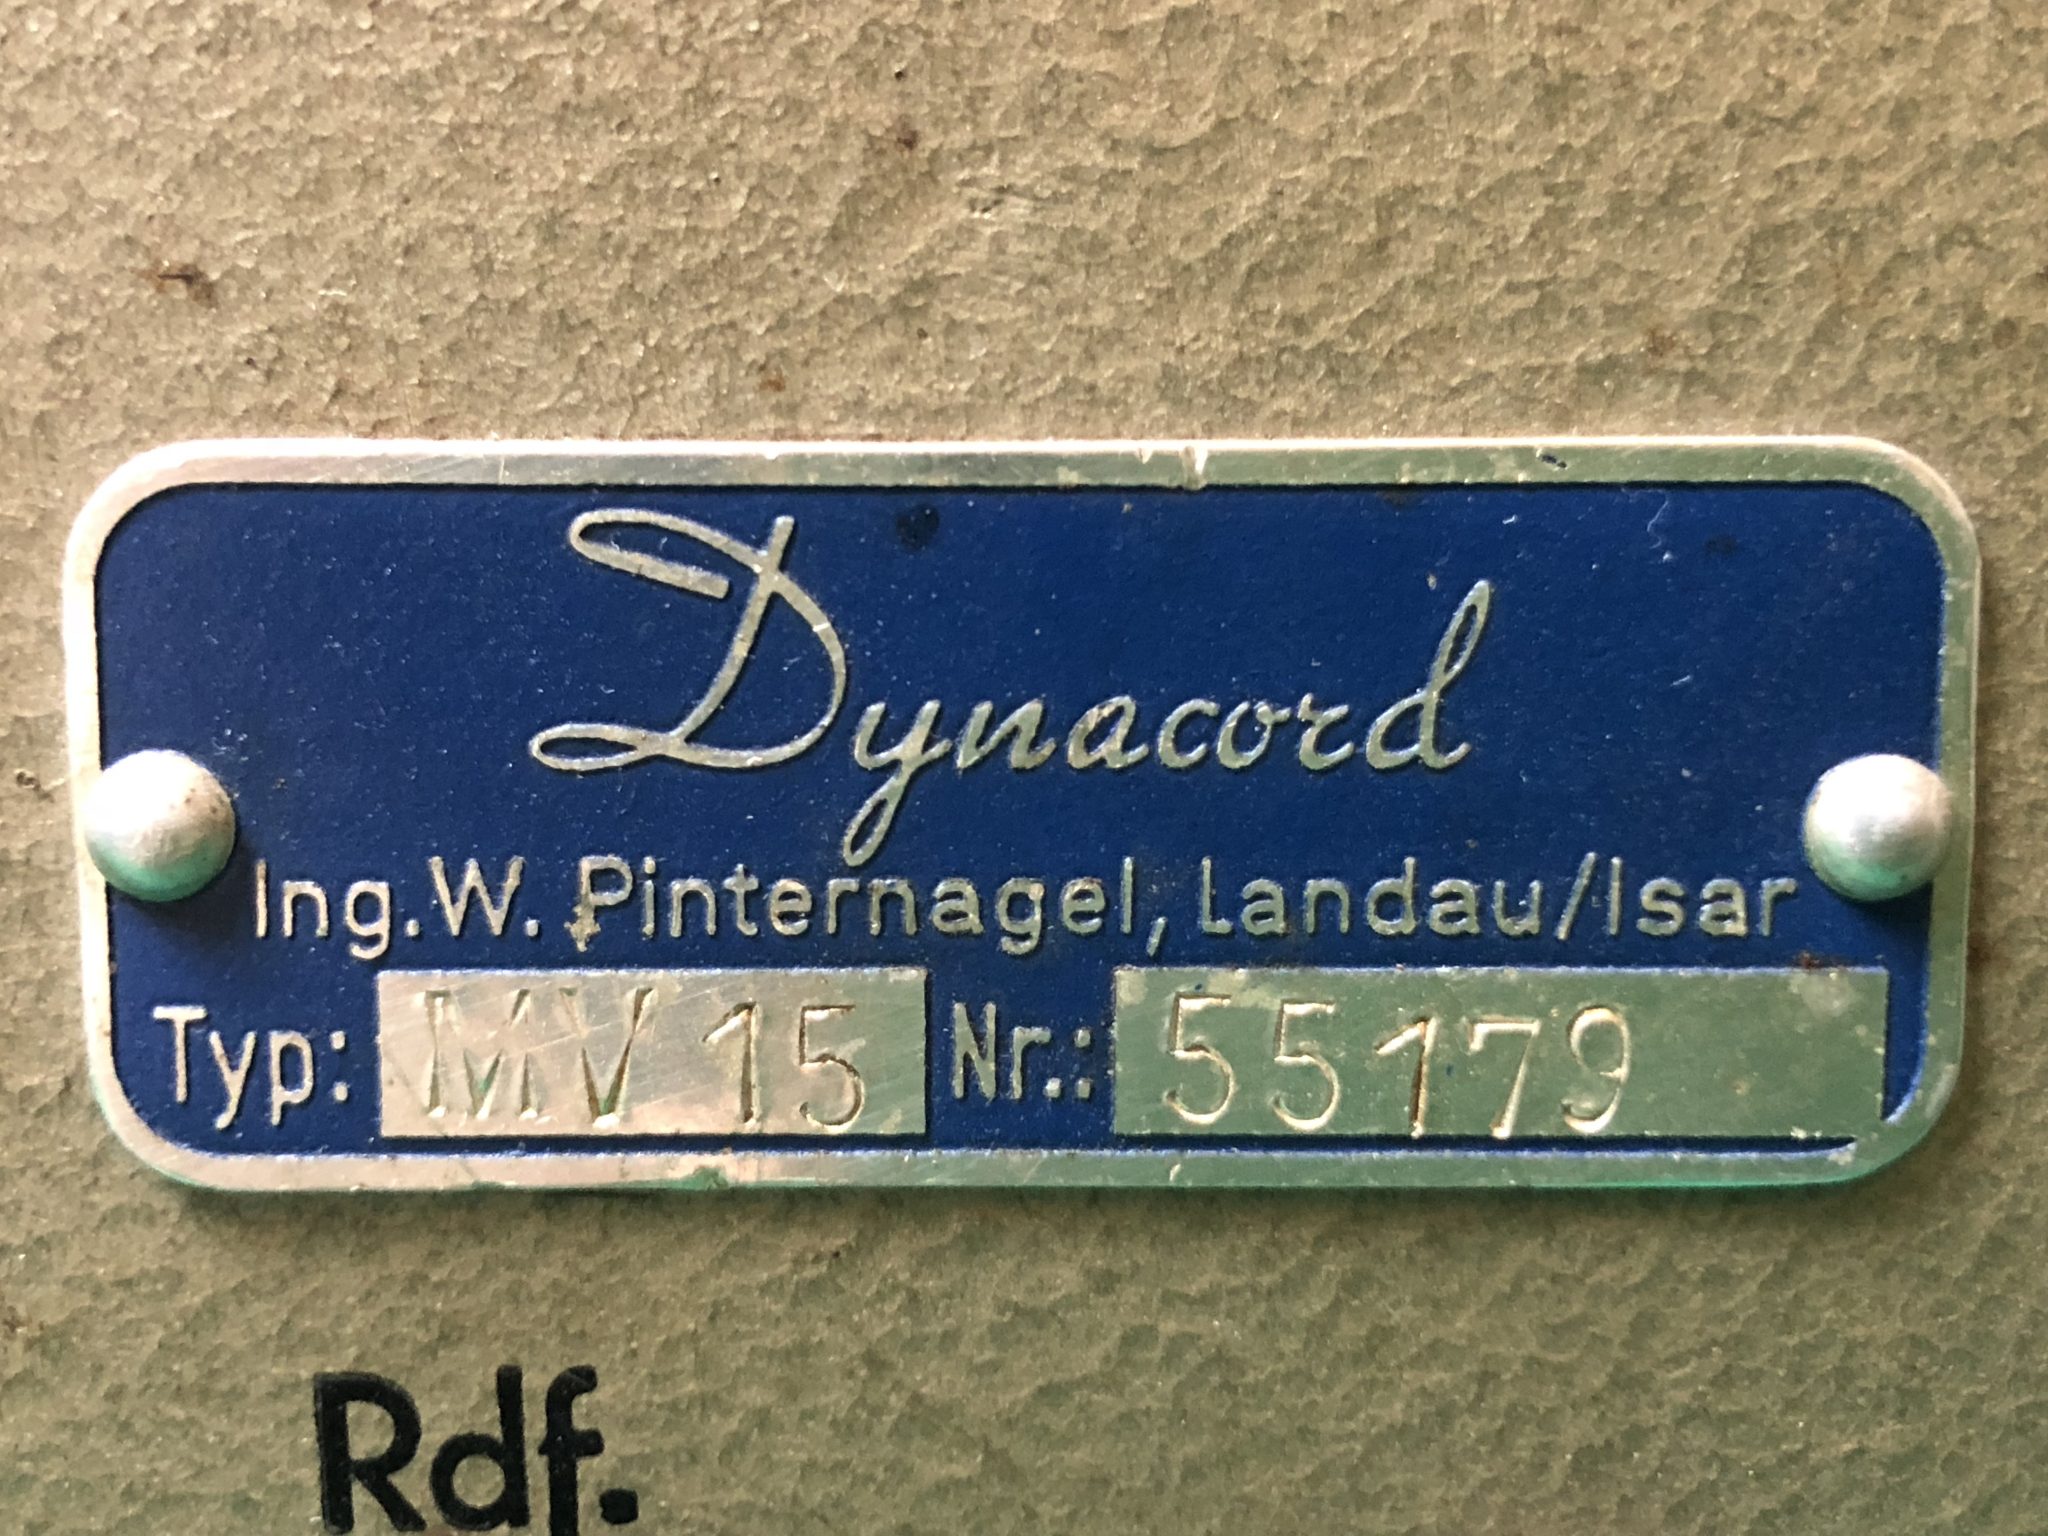 Dynacord
Ing. W. Pinternagel, Landau/Isar
Typ: MV 15 Nr.: 55179
Rdf.